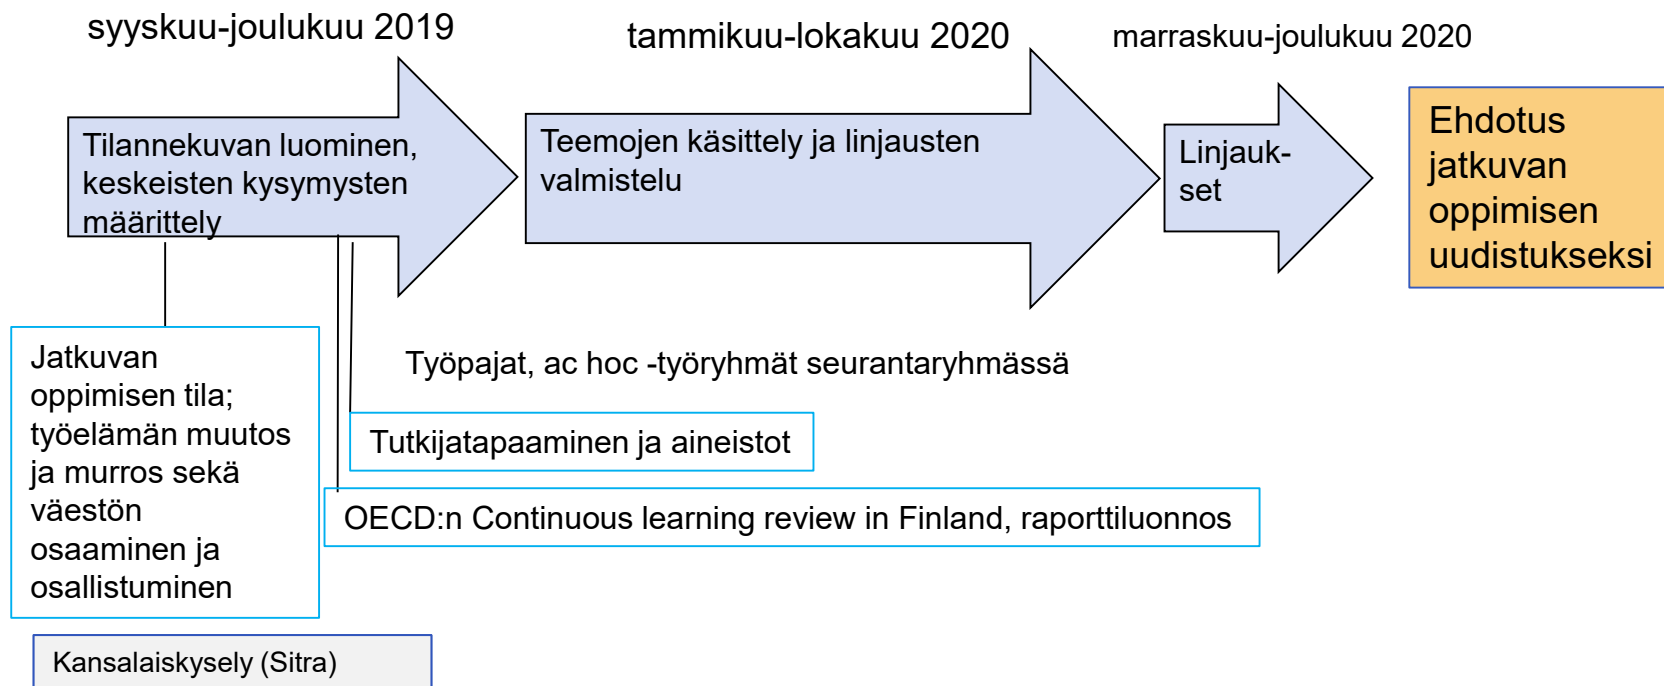 syyskuu-joulukuu 2019
tammikuu-lokakuu 2020
marraskuu-joulukuu 2020
Tilannekuvan luominen,
keskeisten kysymysten
määrittely
Teemojen käsittely ja linjausten
valmistelu
Linjauk-
set
Ehdotus
jatkuvan
oppimisen
uudistukseksi
Jatkuvan
oppimisen tila;
työelämän muutos
ja murros sekä
väestön
osaaminen ja
osallistuminen
Työpajat, ac hoc -työryhmät seurantaryhmässä
Tutkijatapaaminen ja aineistot
OECD:n Continuous learning review in Finland, raporttiluonnos
Kansalaiskysely (Sitra)